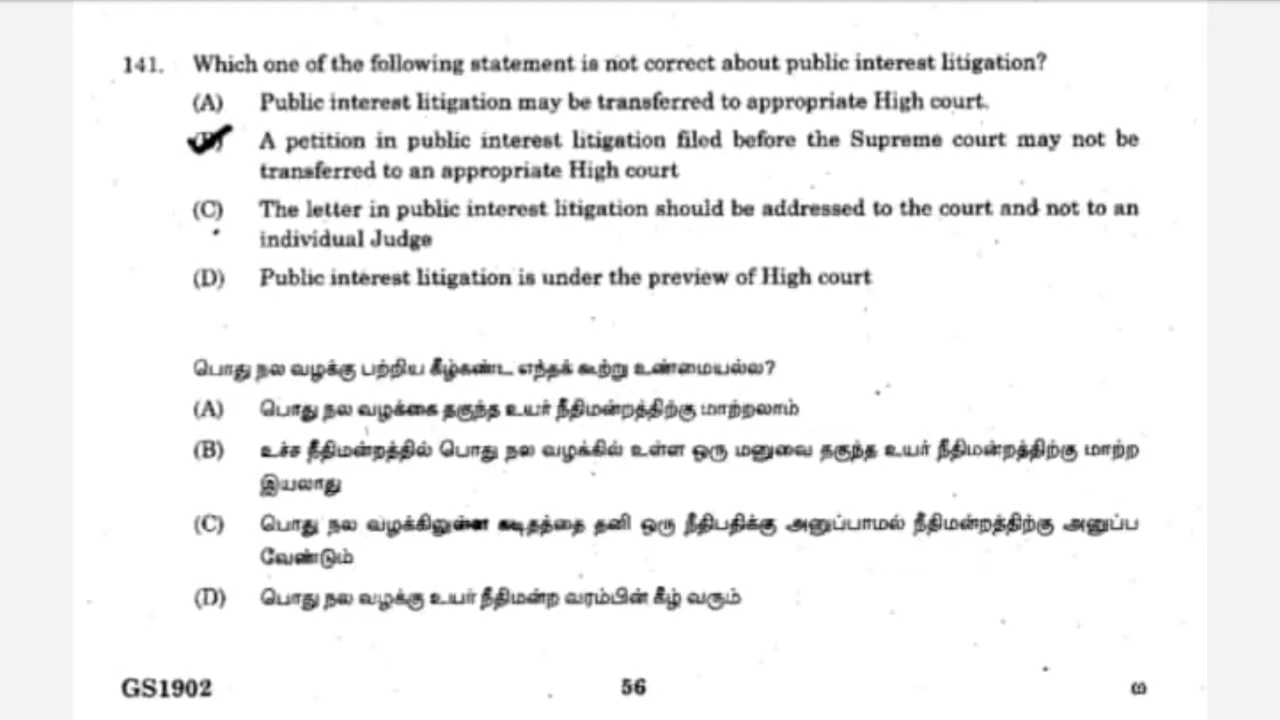 141. Which one of the following statement is not correct about public interest litigation?
(A) Public interest litigation may be transferred to appropriate High court.
A petition in public interest litigation filed before the Supreme court may not be
transferred to an appropriate High court
(C) The letter in public interest litigation should be addressed to the court and not to an
individual Judge
(D) Public interest litigation is under the preview of High court
பொது நல வழக்கு பற்றிய கீழ்கண்ட எந்தக் கூற்று உண்மையல்ல?
(A) பொது நல வழக்கை தகுந்த உயர் நீதிமன்றத்திற்கு மாற்றலாம்
(B) உச்ச நீதிமன்றத்தில் பொது நல வழக்கில் உள்ள ஒரு மனுவை தகுந்த உயர் நீதிமன்றத்திற்கு மாற்ற
இயலாது
(C) பொது நல வழக்கிலுள்ள கடிதத்தை தனி ஒரு நீதிபதிக்கு அனுப்பாமல் நீதிமன்றத்திற்கு அனுப்ப
வேண்டும்
(D) பொது நல வழக்கு உயர் நீதிமன்ற வரம்பின் கீழ் வரும்
GS1902 56 ω